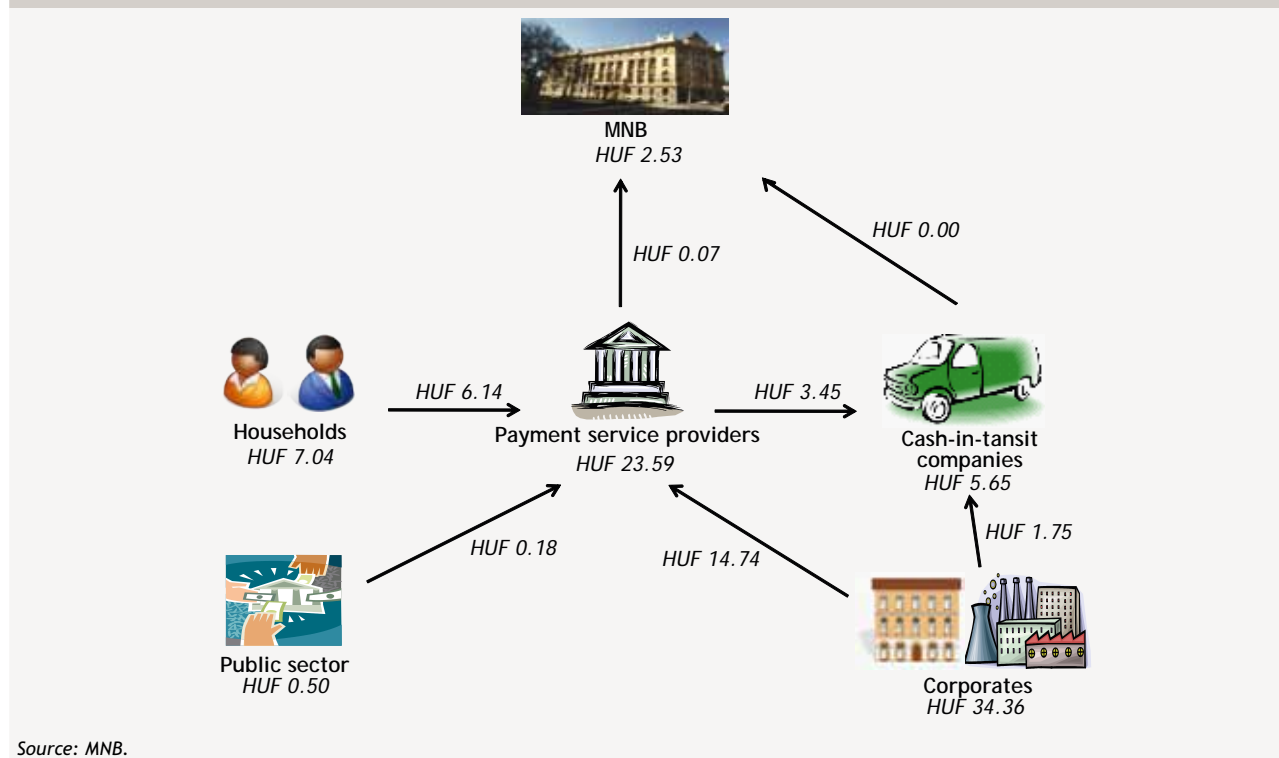 MNB
HUF 2.53
HUF 0.00
HUF 0.07
HUF 6.14
HUF 3.45
Households
HUF 7.04
Payment service providers
HUF 23.59
Cash-in-tansit
companies
HUF 5.65
HUF 0.18
HUF 14.74
HUF 1.75
Public sector
HUF 0.50
Corporates
HUF 34.36
Source: MNB.